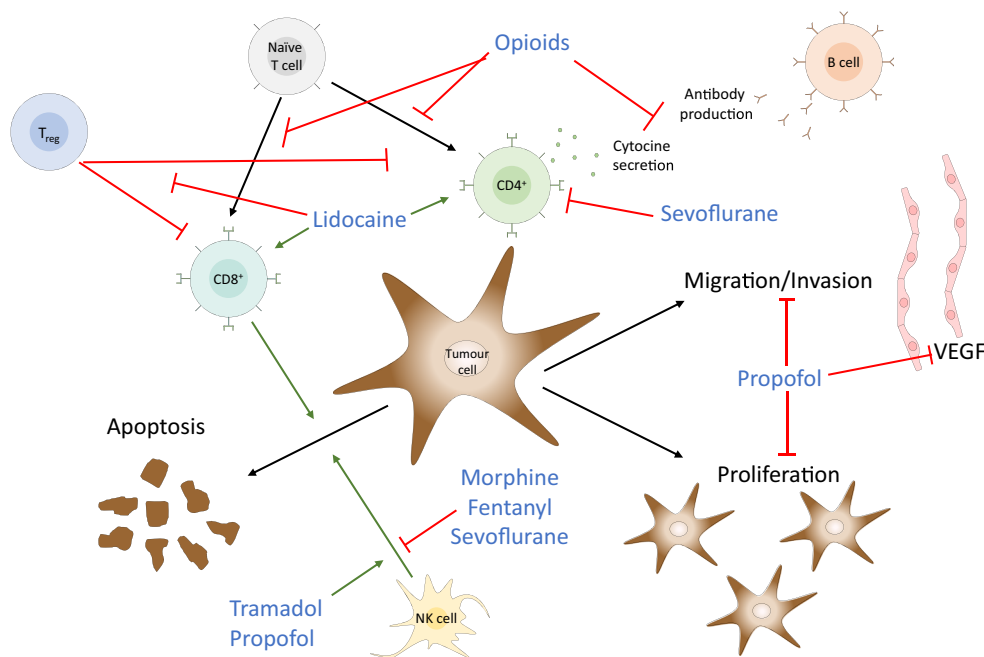 Naïve
T cell
Opioids
B cell
Treg
Antibody
production
Cytocine
secretion
CD4+
Lidocaine
Sevoflurane
CD8+
Migration/Invasion
Tumour
cell
VEGF
Propofol
Apoptosis
Proliferation
Morphine
Fentanyl
Sevoflurane
Tramadol
Propofol
NK cell